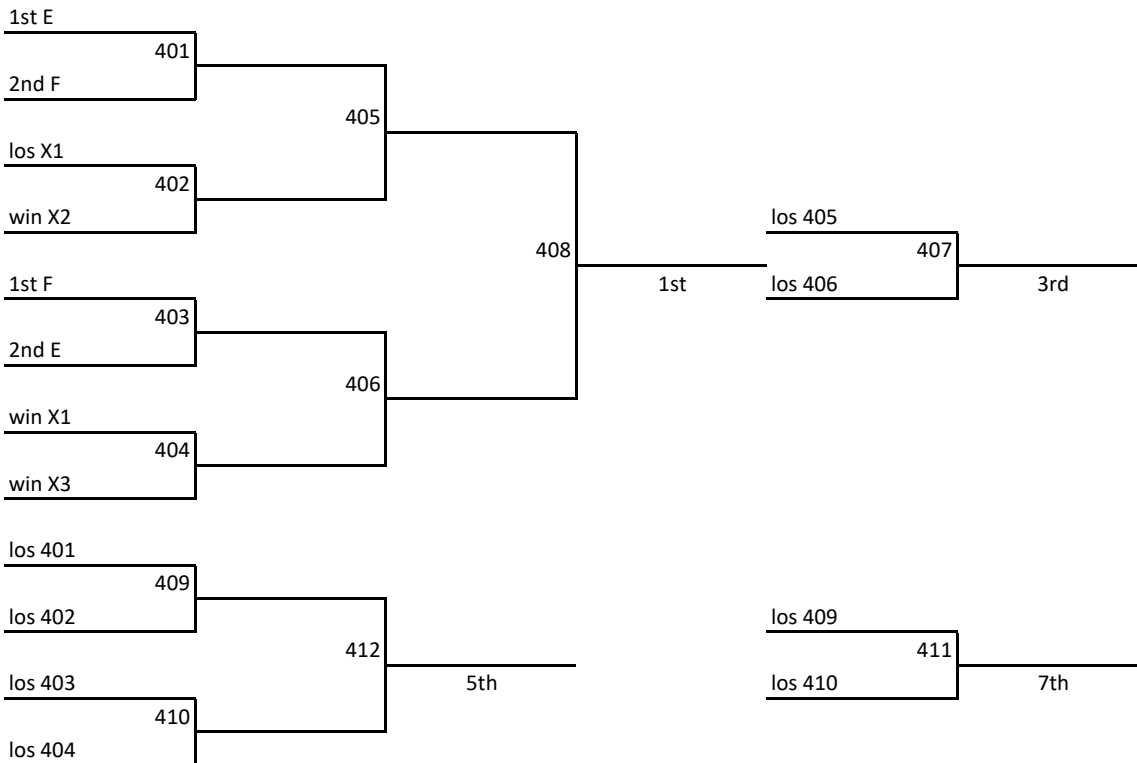 1st E
401
2nd F
405
los X1
402
win X2
los 405
408
407
1st F
1st
los 406
3rd
403
2nd E
406
win X1
404
win X3
los 401
409
los 402
los 409
412
411
los 403
5th
los 410
7th
410
los 404